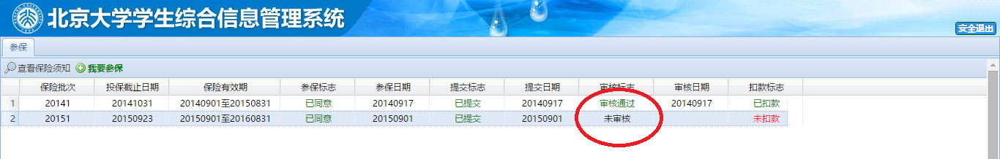 北京大学学生综合信息管理系统
安全退出
参保
查看保险须知 我要参保
保险批次 投保截止日期 保险有效期 参保标志 参保日期 提交标志 提交日期 审核标志 审核日期 扣款标志
1 20141 20141031 20140901至20150831 已同意 20140917 已提交 20140917 审核通过 20140917 已扣款
2 20151 20150923 20150901至20160831 已同意 20150901 已提交 20150901 未审核 未扣款